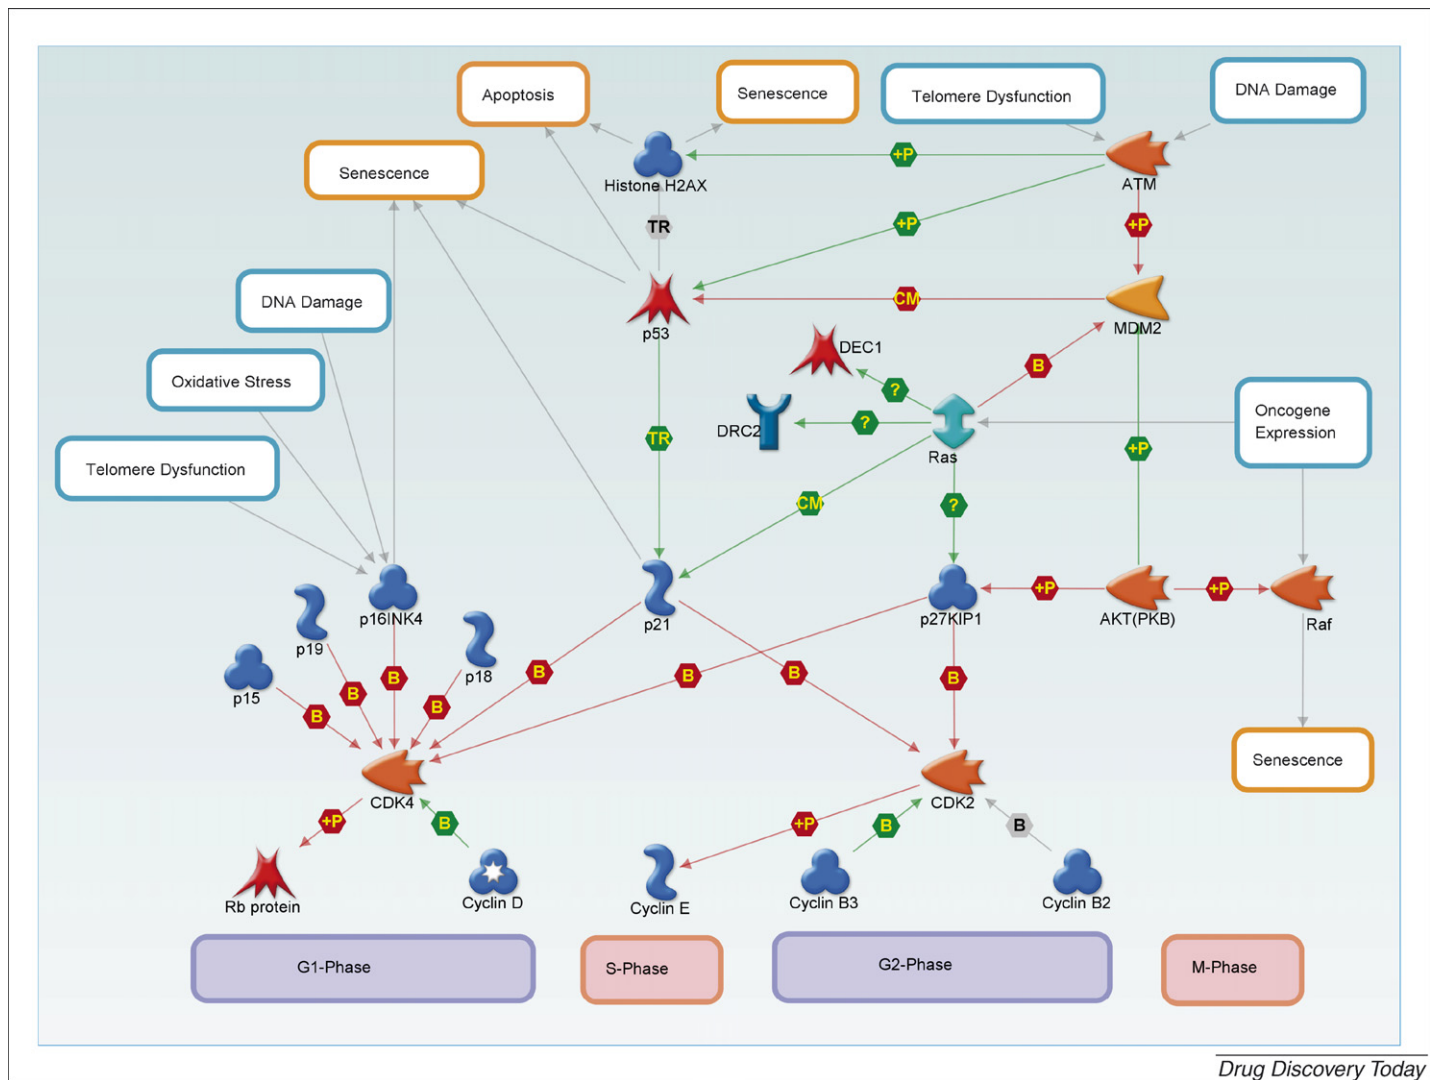 Apoptosis
Senescence
Telomere Dysfunction
DNA Damage
Senescence
+P
Histone H2AX
ATM
TR
+P
+P
DNA Damage
CM
p53
MDM2
DEC1
B
Oxidative Stress
?
Oncogene
Expression
DRC2
?
TR
Ras
+P
Telomere Dysfunction
CM
?
p16INK4
p19
p21
p27KIP1
+P
AKT(PKB)
+P
Raf
p15
p18
B
B
B
B
B
B
B
B
Senescence
CDK4
CDK2
+P
B
+P
B
B
Rb protein
Cyclin D
Cyclin E
Cyclin B3
Cyclin B2
G1-Phase
S-Phase
G2-Phase
M-Phase
Drug Discovery Today